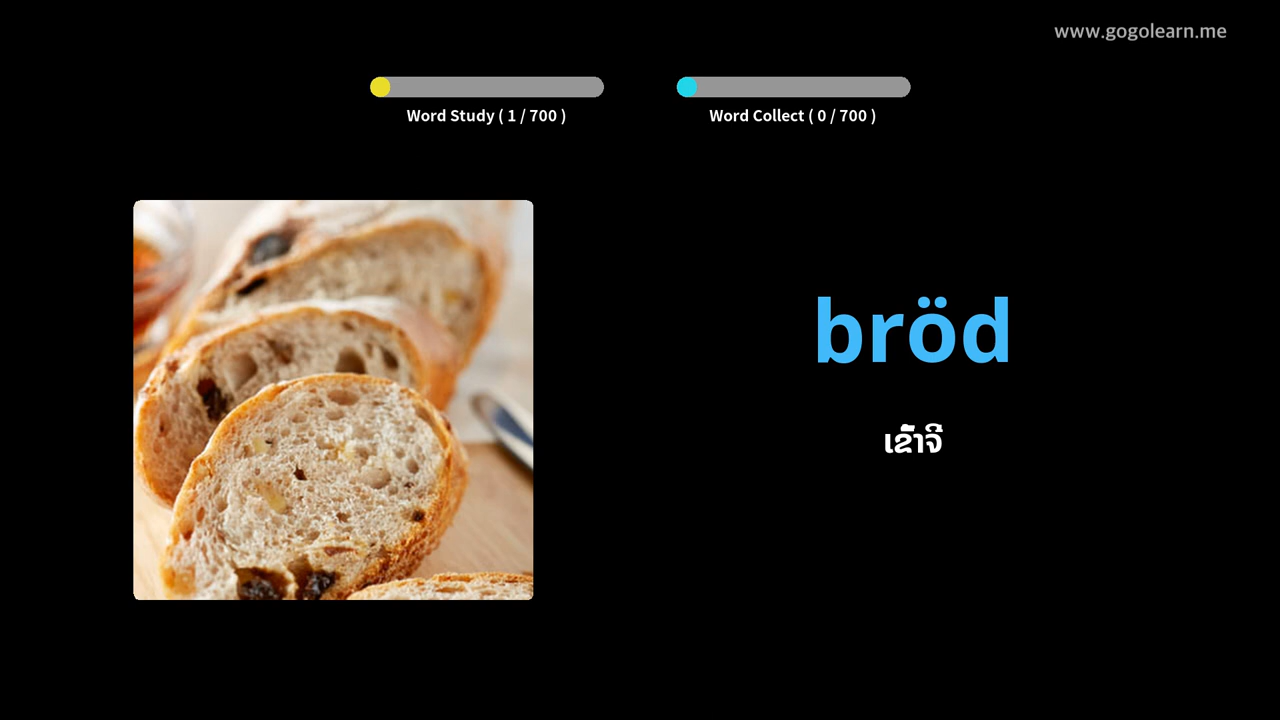 www.gogolearn.me
Word Study ( 1 / 700 )
Word Collect ( 0 / 700 )
bröd
ເຂົ້າຈີ່